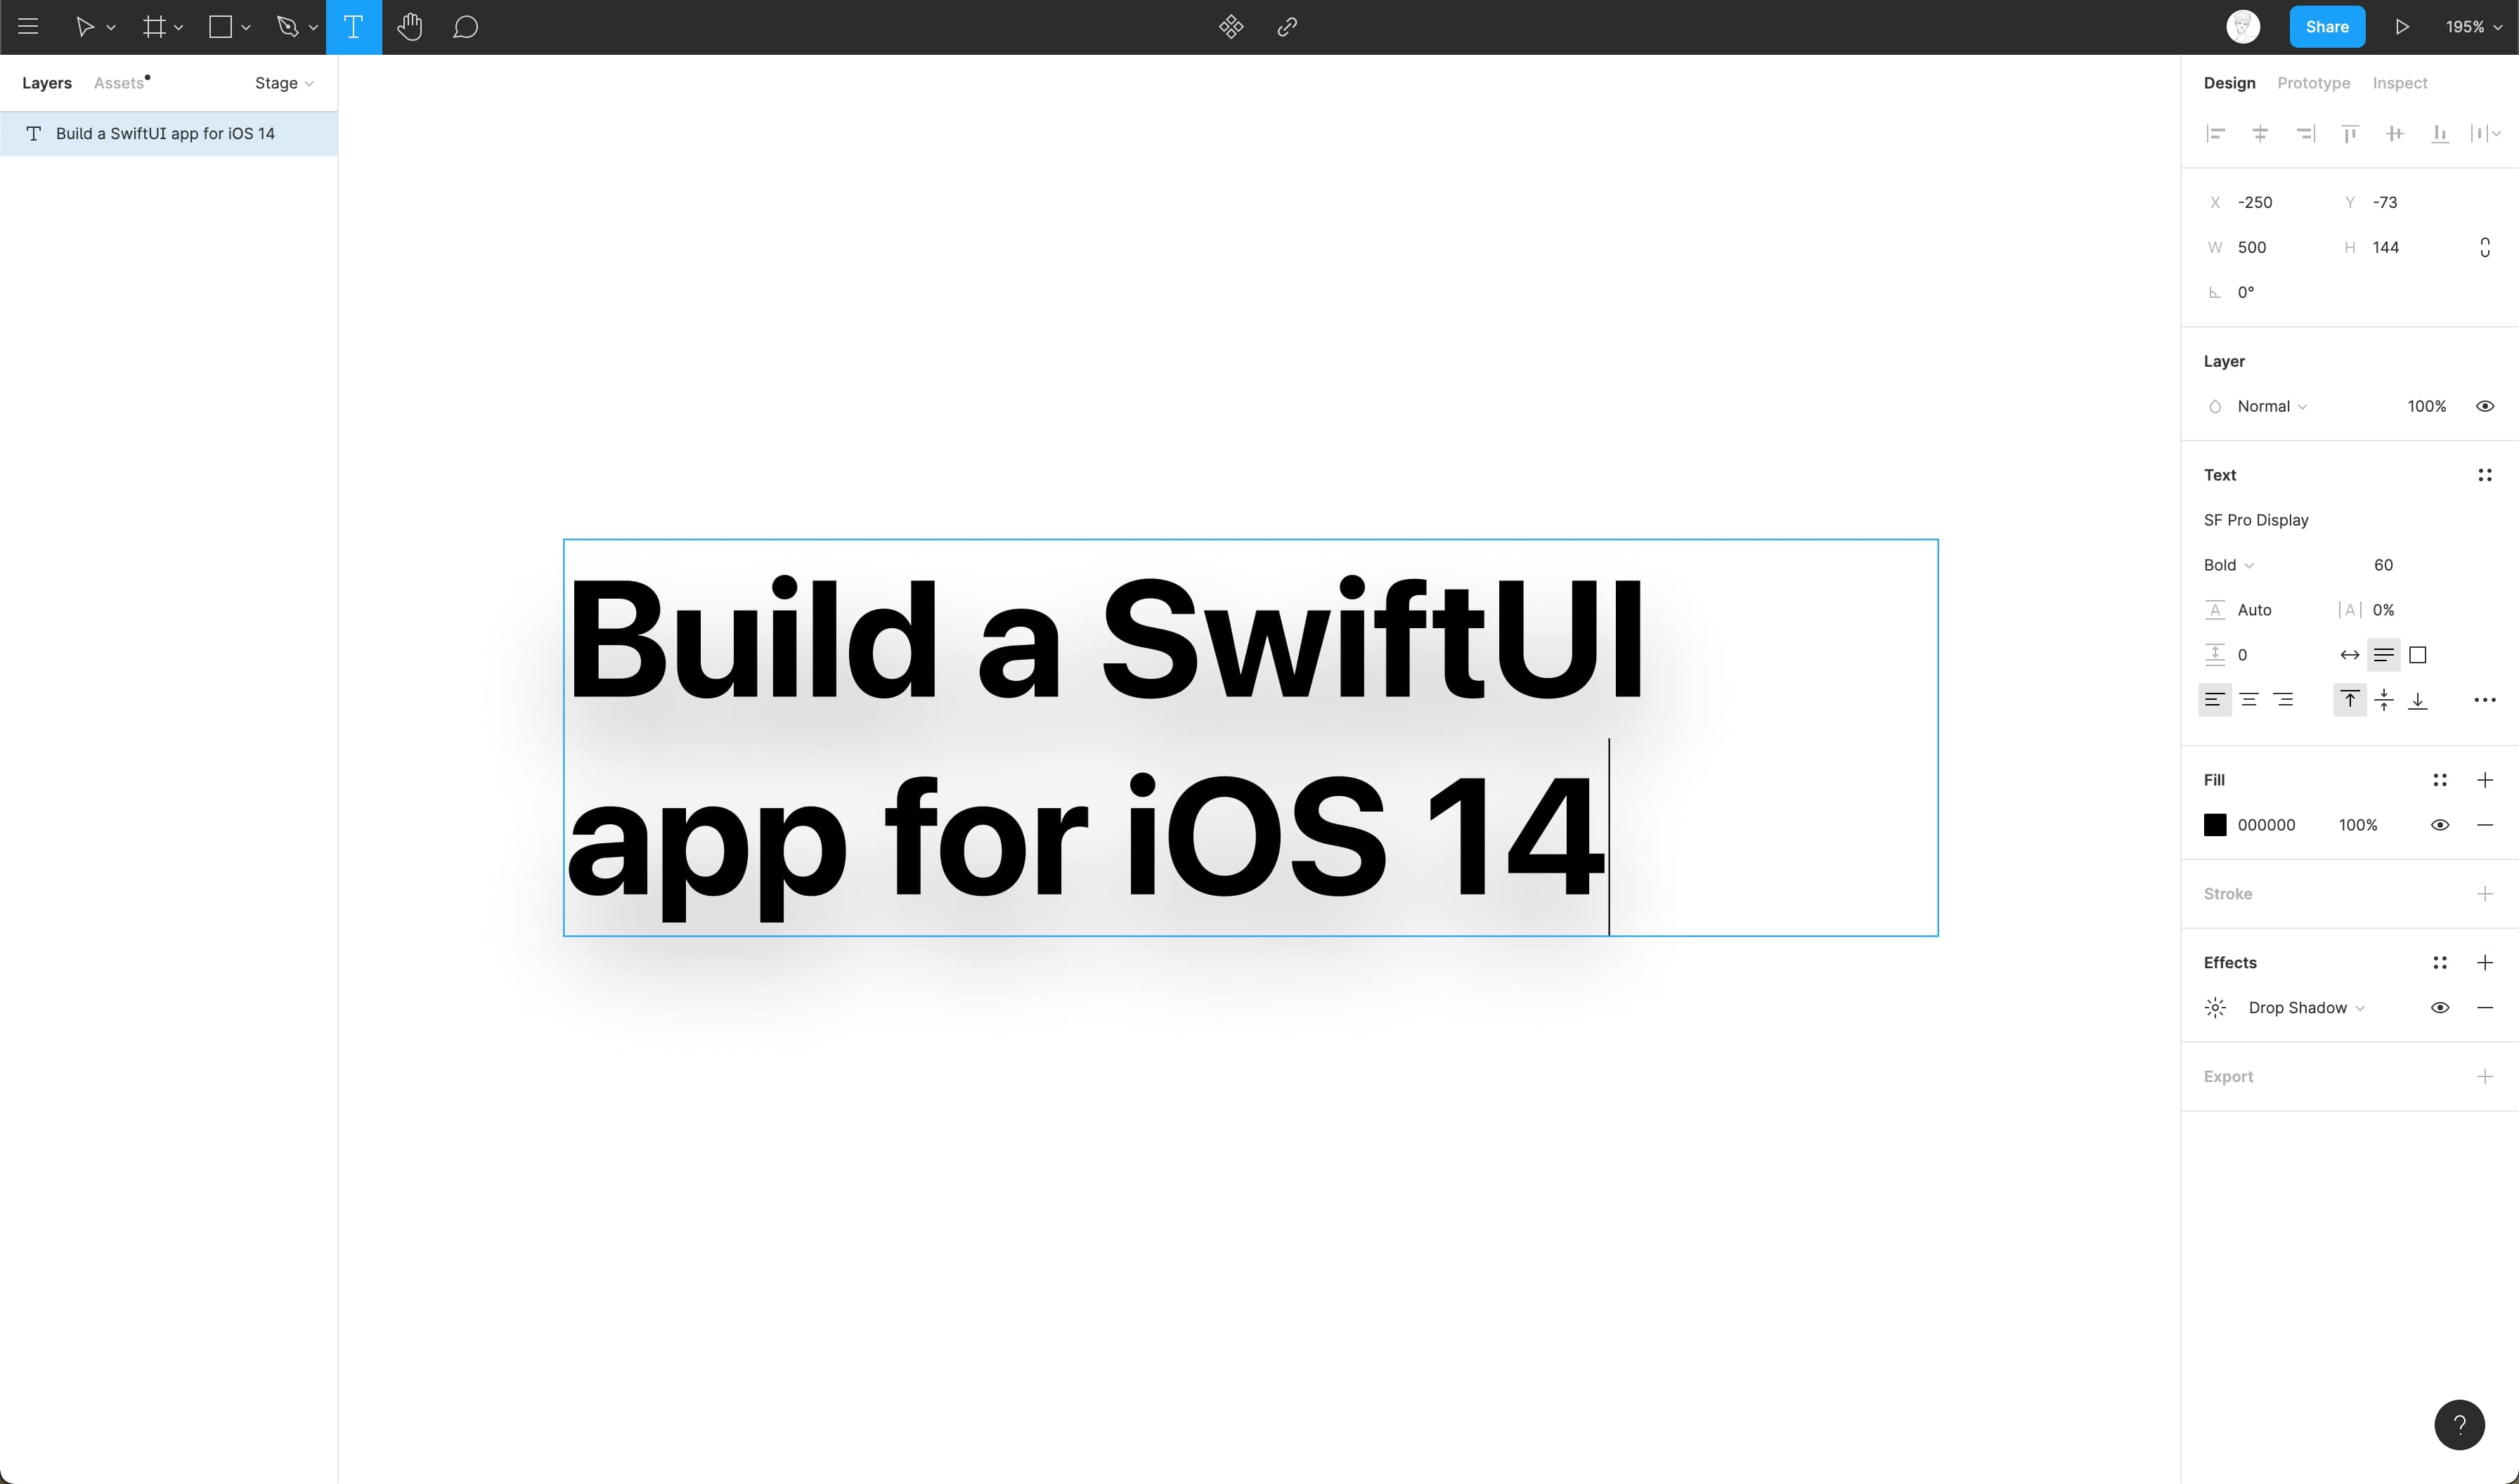 Share
195%
Layers Assets Stage
Build a SwiftUI app for iOS 14
Build a SwiftUI
app for iOS 14
Design Prototype Inspect
X -250 Y -73
W 500 H 144
0°
Layer
Normal 100%
Text
SF Pro Display
Bold 60
A Auto |A| 0%
0
Fill
000000 100%
Stroke
Effects
Drop Shadow
Export
?